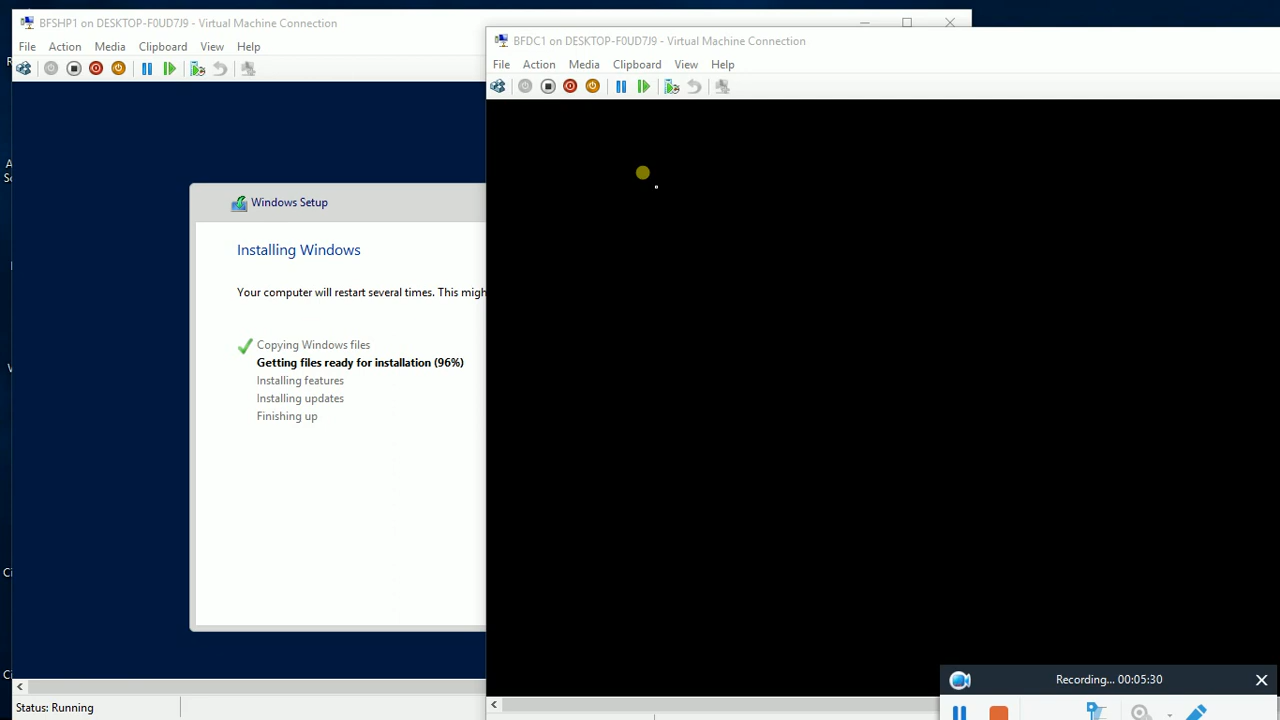 BFSHP1 on DESKTOP-F0UD7J9 - Virtual Machine Connection
File Action Media Clipboard View Help
BFDC1 on DESKTOP-F0UD7J9 - Virtual Machine Connection
File Action Media Clipboard View Help
Windows Setup
Installing Windows
Your computer will restart several times. This migh
Copying Windows files
Getting files ready for installation (96%)
Installing features
Installing updates
Finishing up
Status: Running
Recording... 00:05:30